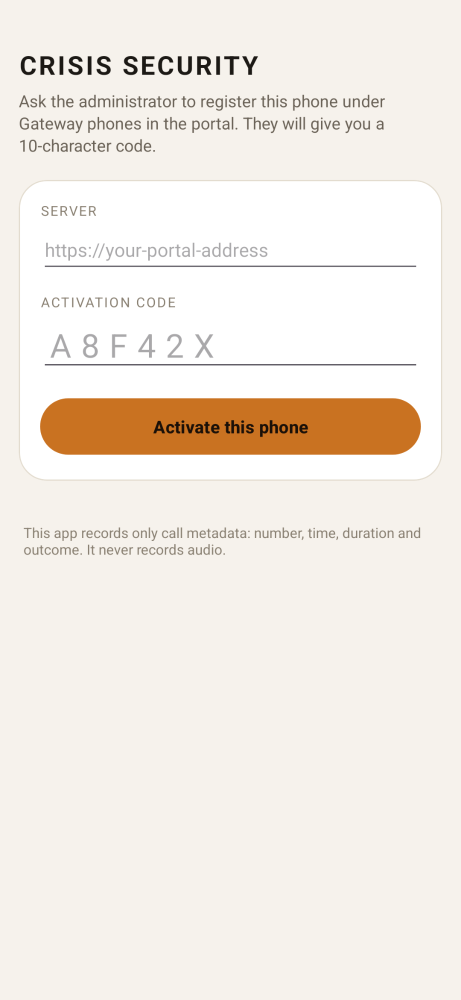 CRISIS SECURITY
Ask the administrator to register this phone under
Gateway phones in the portal. They will give you a
10-character code.
SERVER
https://your-portal-address
ACTIVATION CODE
A8F42X
Activate this phone
This app records only call metadata: number, time, duration and
outcome. It never records audio.